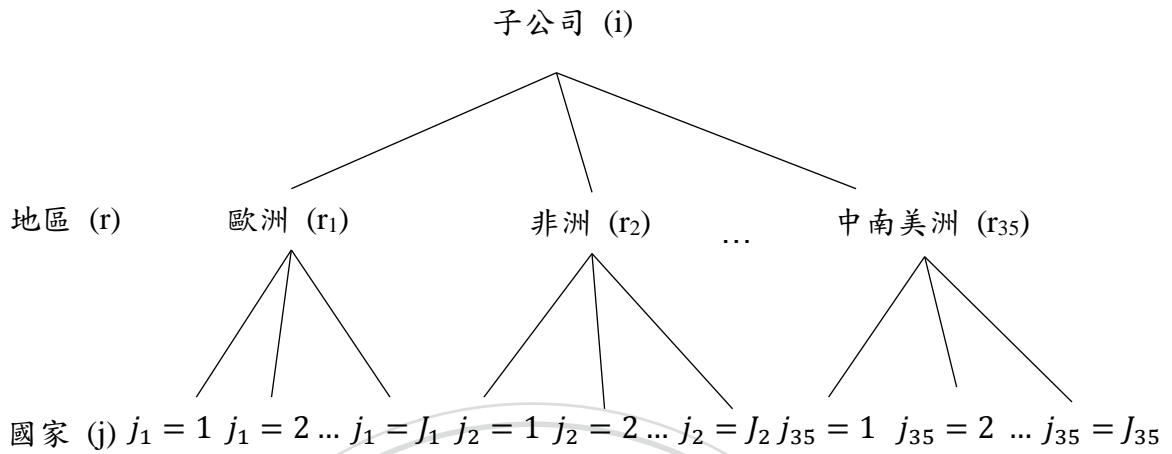 子公司 (i)
地區 (r) 歐洲 (r₁) 非洲 (r₂) … 中南美洲 (r₃₅)
國家 (j) j₁ = 1 j₁ = 2 … j₁ = J₁ j₂ = 1 j₂ = 2 … j₂ = J₂ j₃₅ = 1 j₃₅ = 2 … j₃₅ = J₃₅